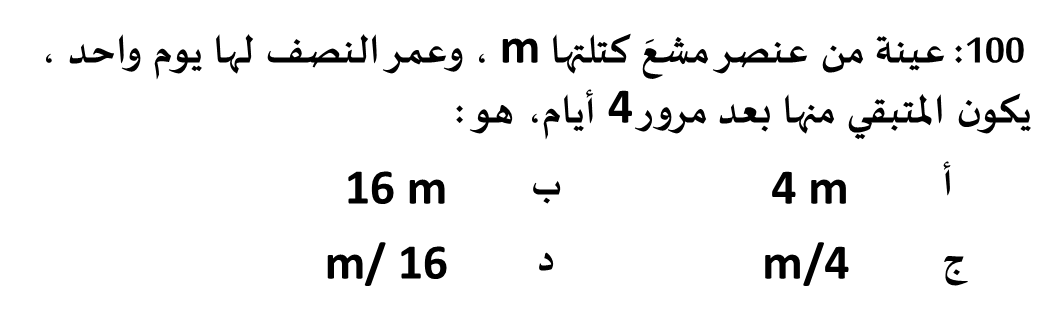 100: عينة من عنصر مشعَ كتلتها m ، وعمر النصف لها يوم واحد ،
يكون المتبقي منها بعد مرور 4 أيام، هو :
أ 4 m ب 16 m
ج m/4 د m/ 16